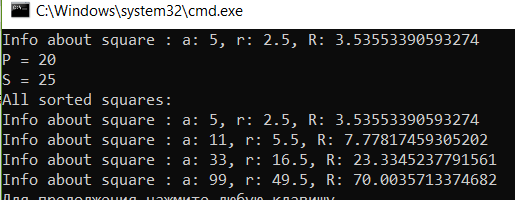 C:\Windows\system32\cmd.exe
Info about square : a: 5, r: 2.5, R: 3.53553390593274
P = 20
S = 25
All sorted squares:
Info about square : a: 5, r: 2.5, R: 3.53553390593274
Info about square : a: 11, r: 5.5, R: 7.77817459305202
Info about square : a: 33, r: 16.5, R: 23.3345237791561
Info about square : a: 99, r: 49.5, R: 70.0035713374682
Для продолжения нажмите любую клавишу